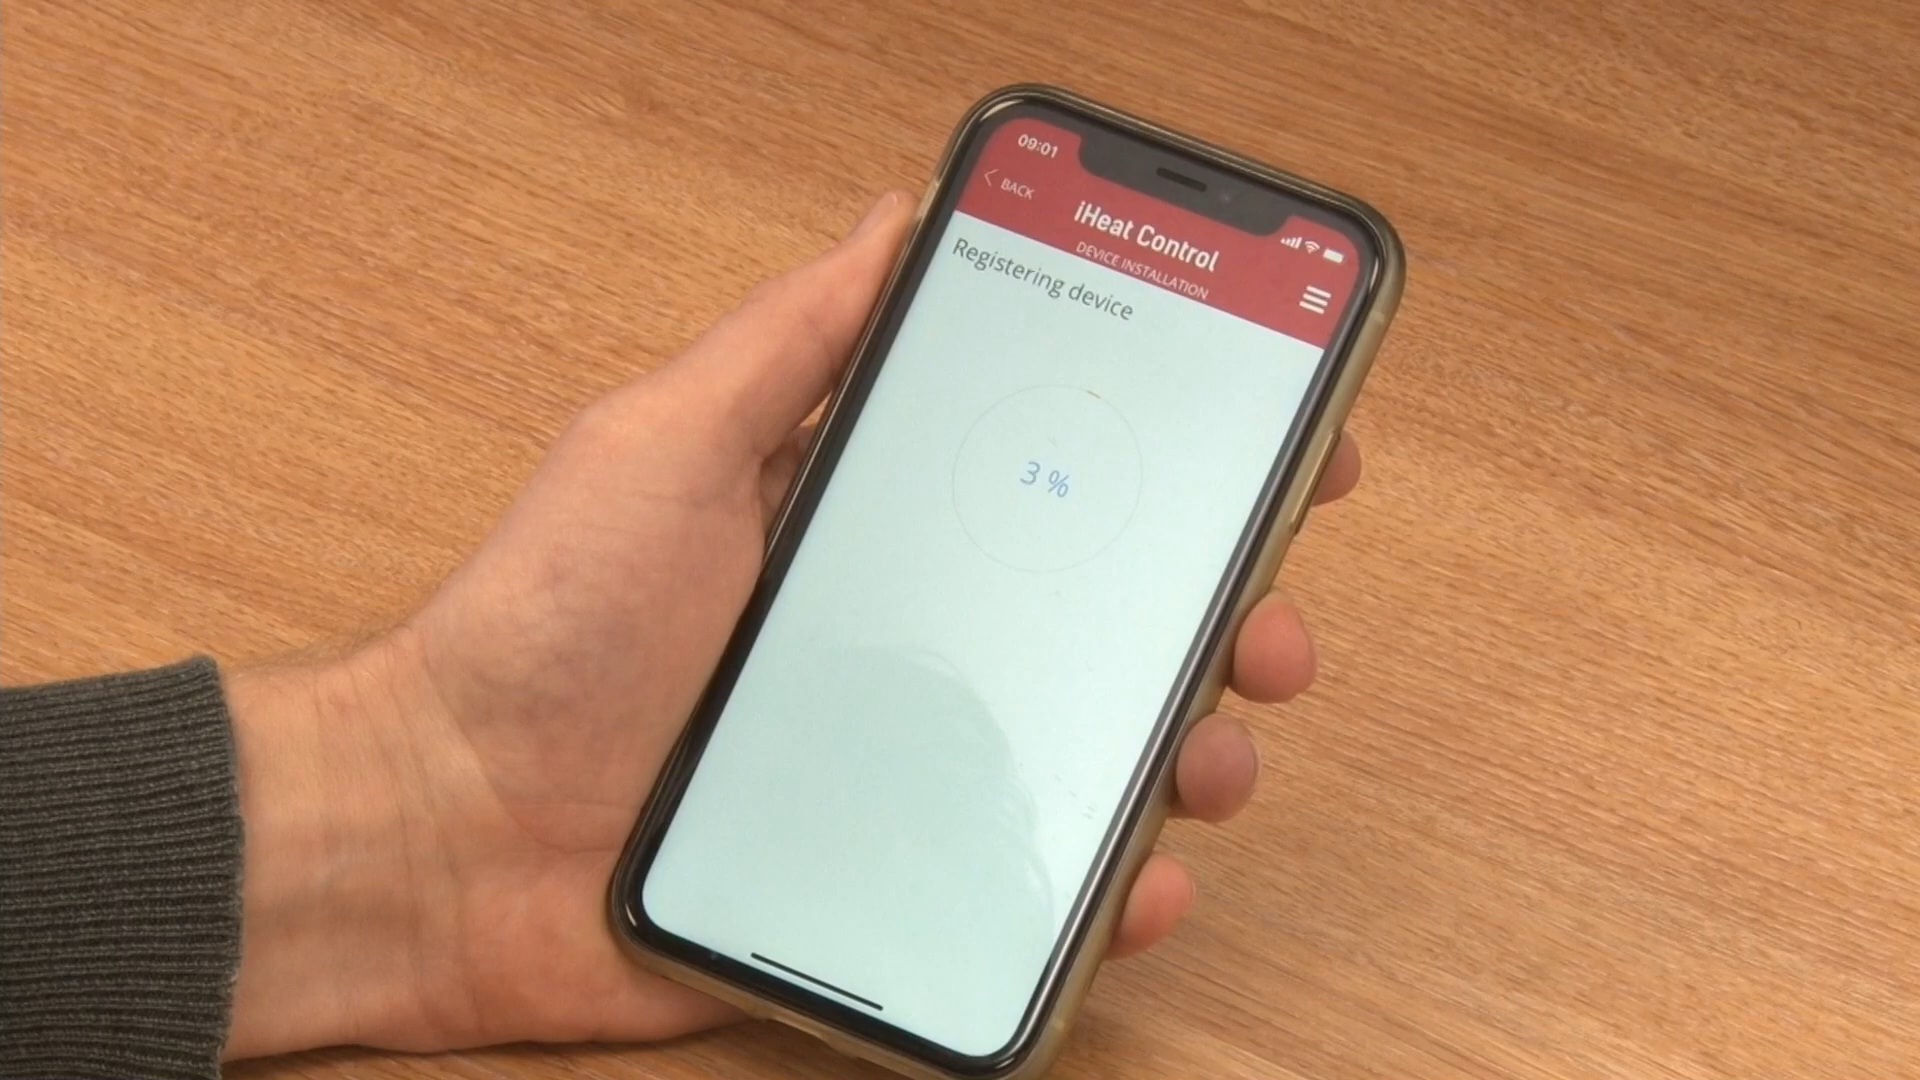 09:01
BACK
iHeat Control
DEVICE INSTALLATION
Registering device
3 %